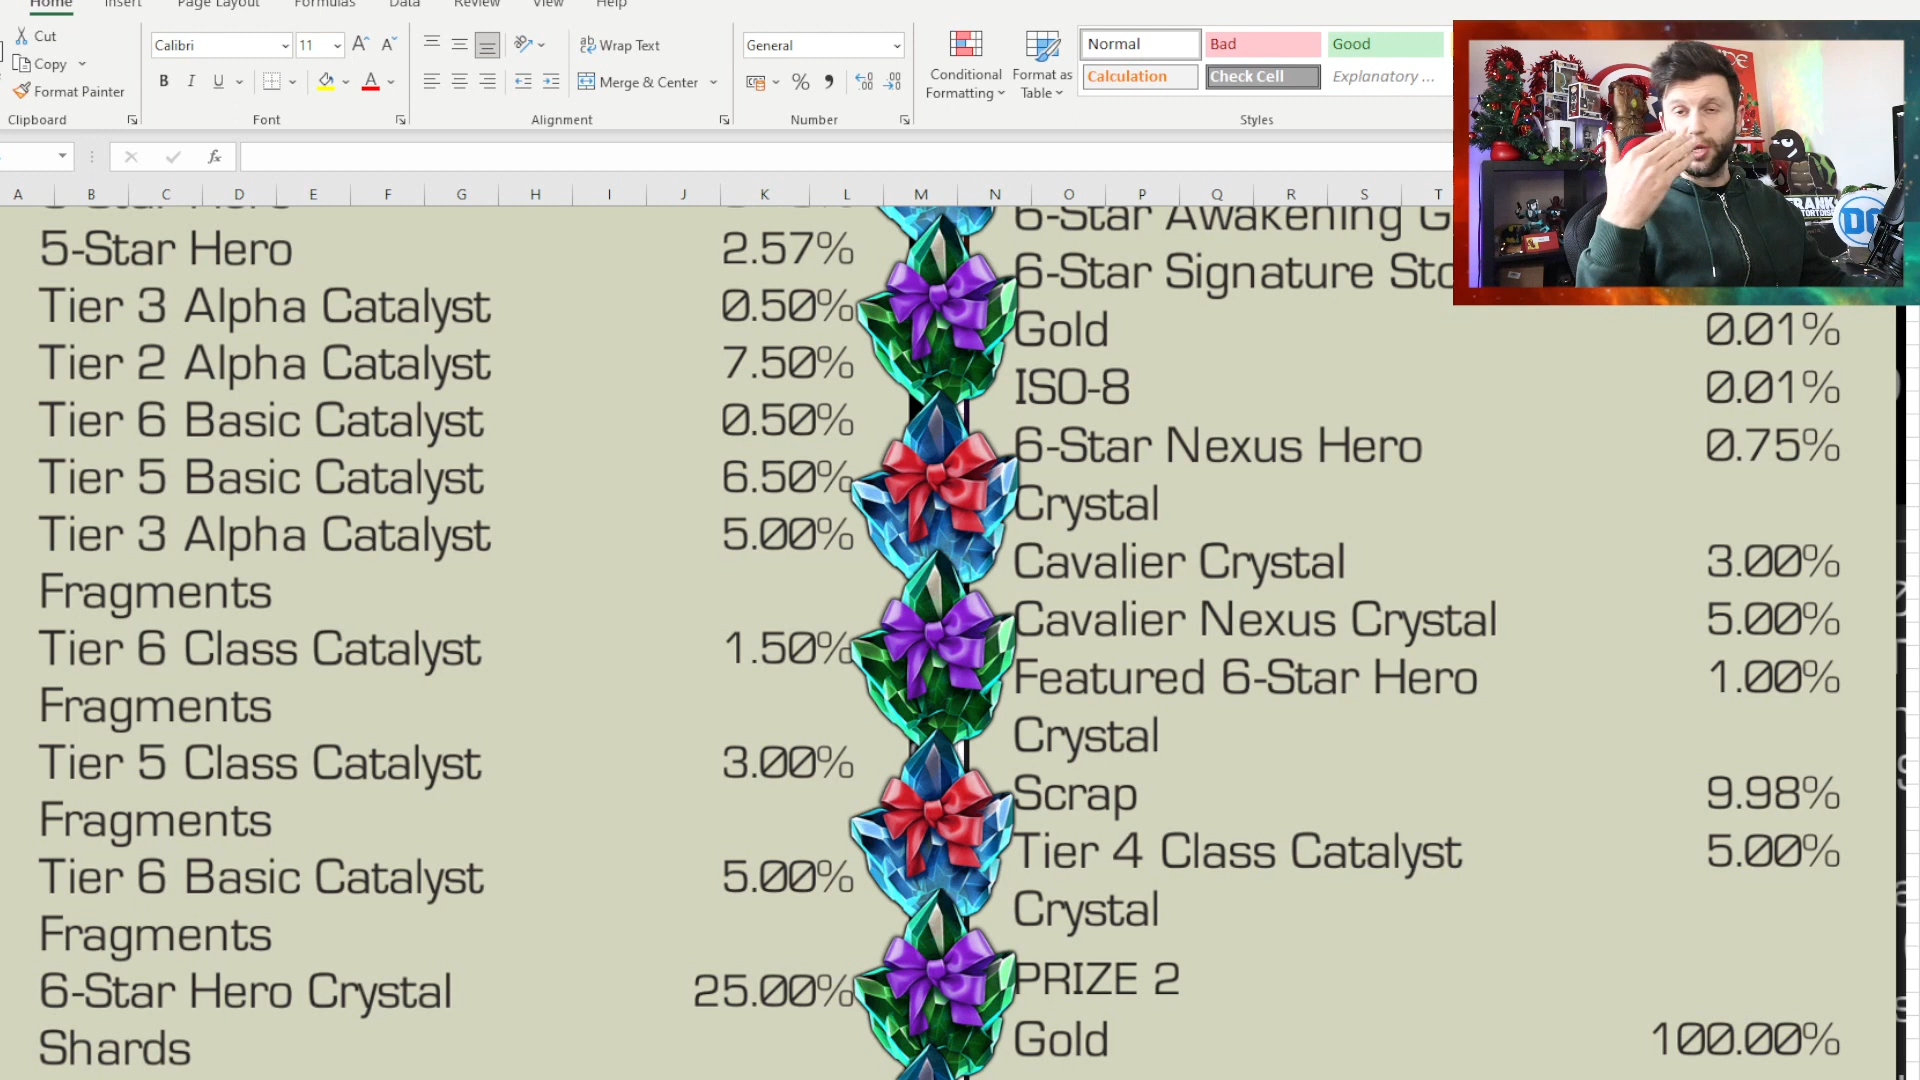 Home Insert Page Layout Formulas Data Review View Help
Cut
Copy
Format Painter
Clipboard
Calibri 11
B I U
Font
Wrap Text
Merge & Center
Alignment
General
Number
Conditional Formatting
Format as Table
Normal Bad Good
Calculation Check Cell Explanatory ...
Styles
fx
A B C D E F G H I J K L M N O P Q R S T
5-Star Hero 2.57%
Tier 3 Alpha Catalyst 0.50%
Tier 2 Alpha Catalyst 7.50%
Tier 6 Basic Catalyst 0.50%
Tier 5 Basic Catalyst 6.50%
Tier 3 Alpha Catalyst 5.00%
Fragments
Tier 6 Class Catalyst 1.50%
Fragments
Tier 5 Class Catalyst 3.00%
Fragments
Tier 6 Basic Catalyst 5.00%
Fragments
6-Star Hero Crystal 25.00%
Shards
6-Star Awakening G
6-Star Signature Sto
Gold 0.01%
ISO-8 0.01%
6-Star Nexus Hero 0.75%
Crystal
Cavalier Crystal 3.00%
Cavalier Nexus Crystal 5.00%
Featured 6-Star Hero 1.00%
Crystal
Scrap 9.98%
Tier 4 Class Catalyst 5.00%
Crystal
PRIZE 2
Gold 100.00%
DC